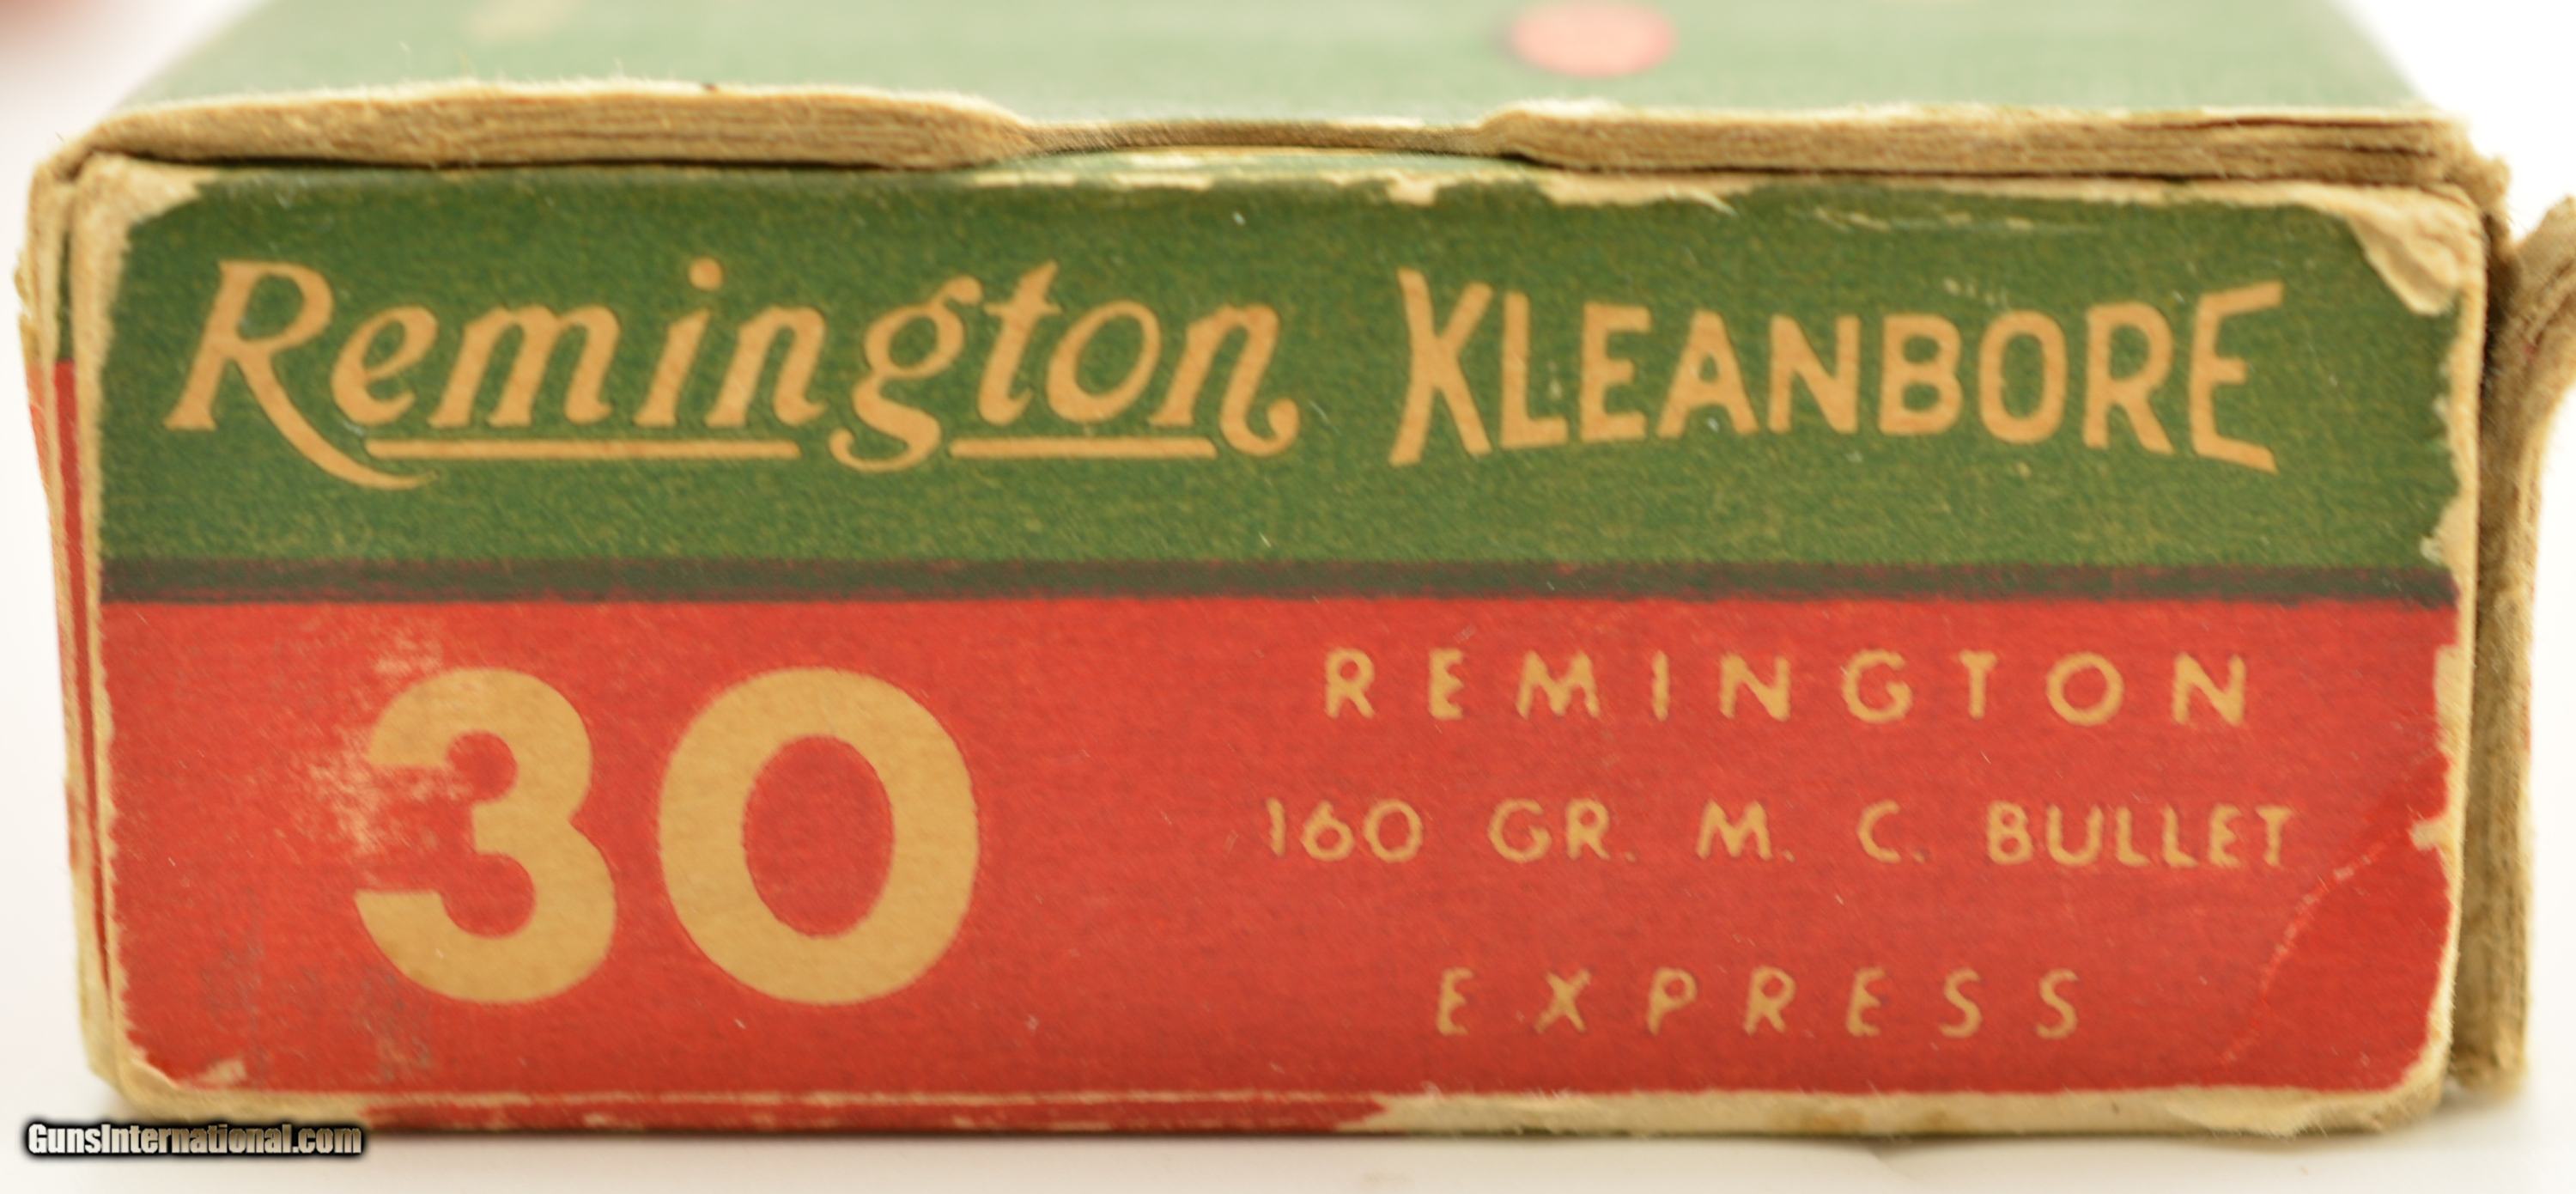 Remington KLEANBORE
30
REMINGTON
160 GR. M. C. BULLET
EXPRESS
GunsInternational.com